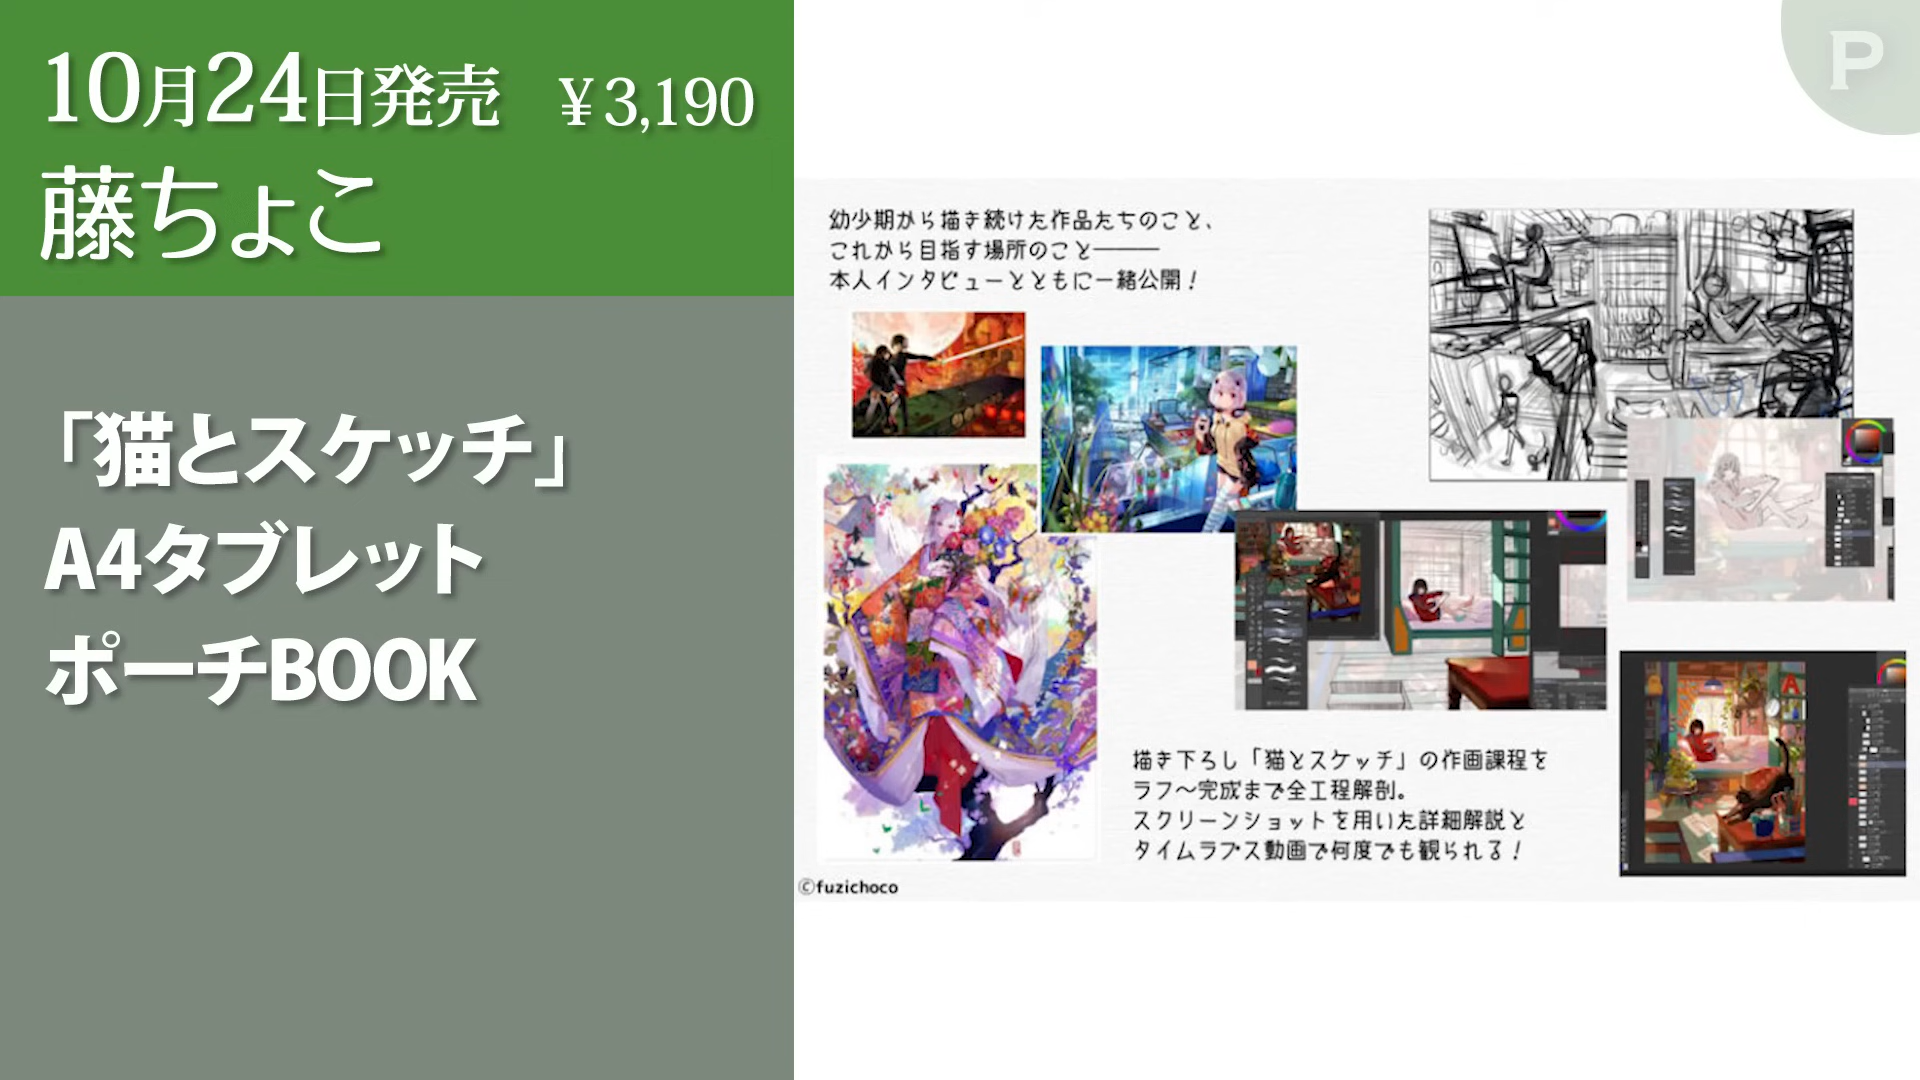 10月24日発売 ¥3,190
藤ちょこ
「猫とスケッチ」
A4タブレット
ポーチBOOK
P
幼少期から描き続けた作品たちのこと、
これから目指す場所のこと―――
本人インタビューとともに一緒公開！
描き下ろし「猫とスケッチ」の作画課程を
ラフ～完成まで全工程解剖。
スクリーンショットを用いた詳細解説と
タイムラプス動画で何度でも観られる！
©fuzichoco